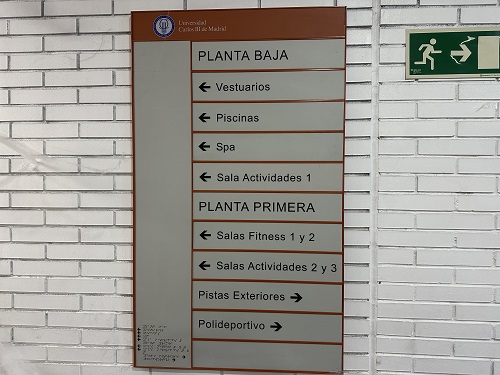 Universidad
Carlos III de Madrid
PLANTA BAJA
← Vestuarios
← Piscinas
← Spa
← Sala Actividades 1
PLANTA PRIMERA
← Salas Fitness 1 y 2
← Salas Actividades 2 y 3
Pistas Exteriores →
Polideportivo →